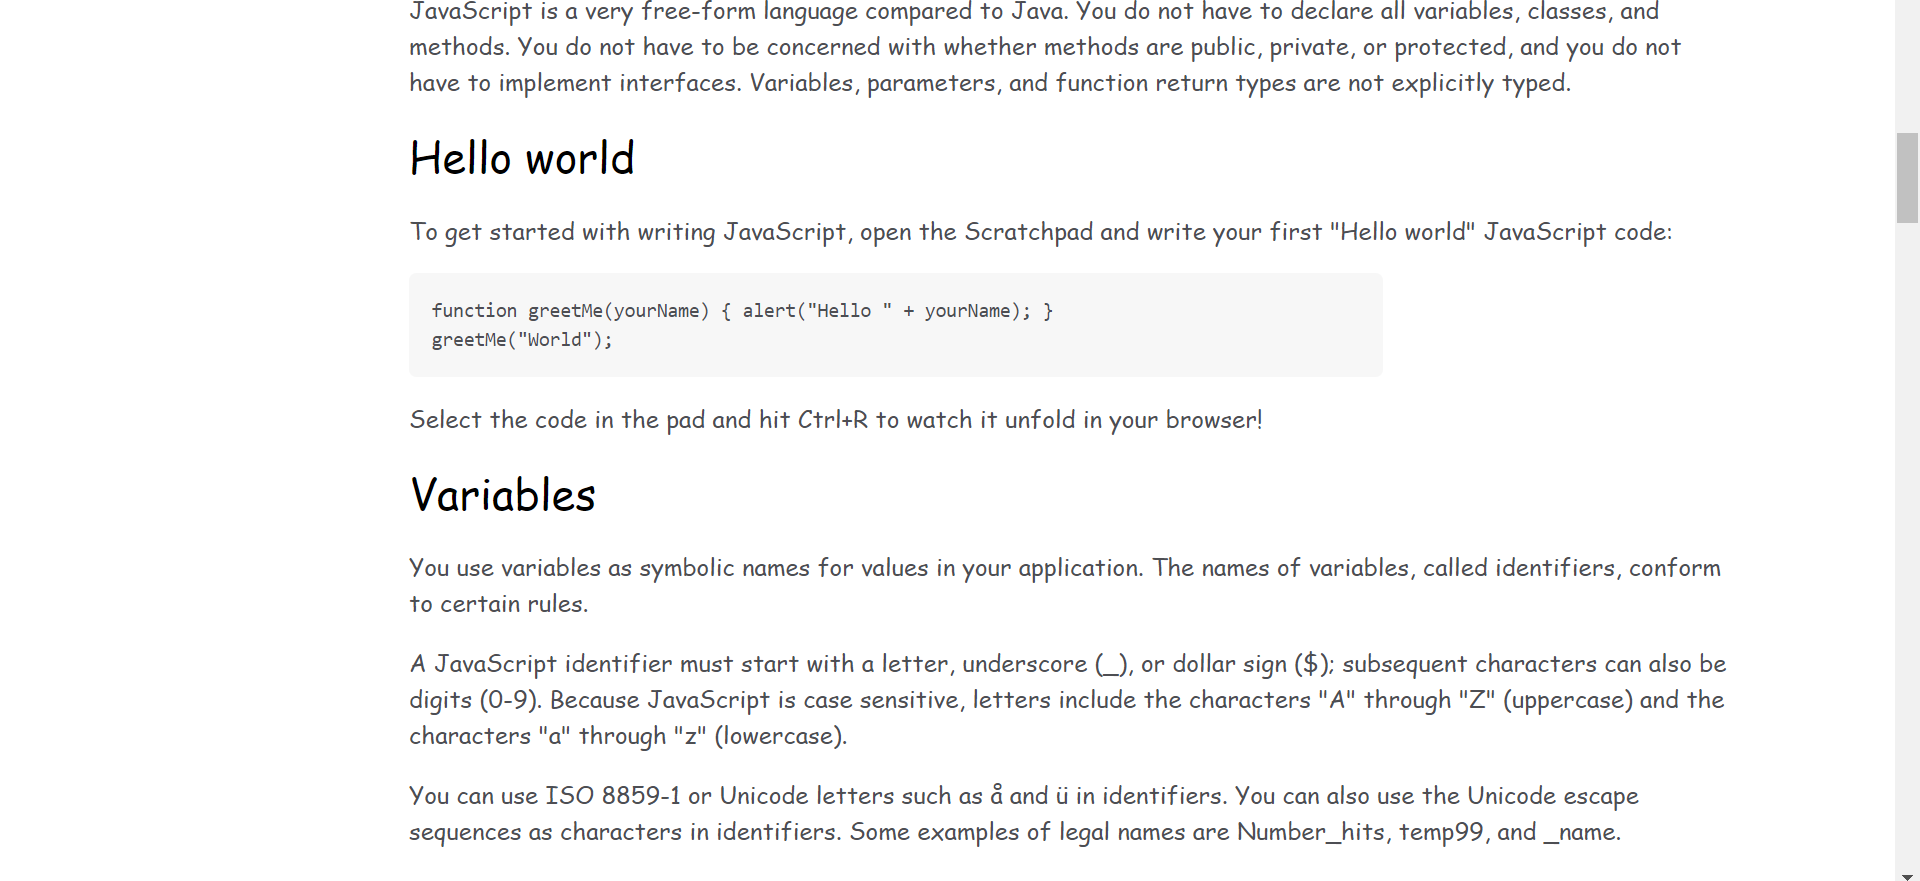 JavaScript is a very free-form language compared to Java. You do not have to declare all variables, classes, and
methods. You do not have to be concerned with whether methods are public, private, or protected, and you do not
have to implement interfaces. Variables, parameters, and function return types are not explicitly typed.
Hello world
To get started with writing JavaScript, open the Scratchpad and write your first "Hello world" JavaScript code:
function greetMe(yourName) { alert("Hello " + yourName); }
greetMe("World");
Select the code in the pad and hit Ctrl+R to watch it unfold in your browser!
Variables
You use variables as symbolic names for values in your application. The names of variables, called identifiers, conform
to certain rules.
A JavaScript identifier must start with a letter, underscore (_), or dollar sign ($); subsequent characters can also be
digits (0-9). Because JavaScript is case sensitive, letters include the characters "A" through "Z" (uppercase) and the
characters "a" through "z" (lowercase).
You can use ISO 8859-1 or Unicode letters such as å and ü in identifiers. You can also use the Unicode escape
sequences as characters in identifiers. Some examples of legal names are Number_hits, temp99, and _name.